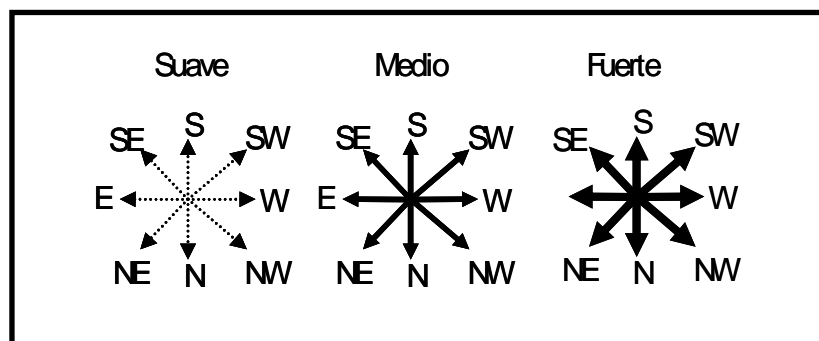 Suave Medio Fuerte
S S S
SE SW SE SW SE SW
E W E W W
NE N NW NE N NW NE N NW